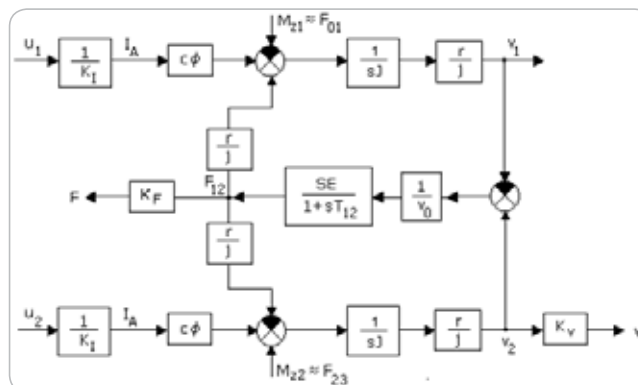 M_z1 ≈ F_01
u_1 1/K_I I_A cϕ 1/sJ r/j v_1
r/j
F K_F F_12 SE/1+sT_12 1/v_0
r/j
u_2 1/K_I I_A cϕ 1/sJ r/j v_2 K_v v
M_z2 ≈ F_23